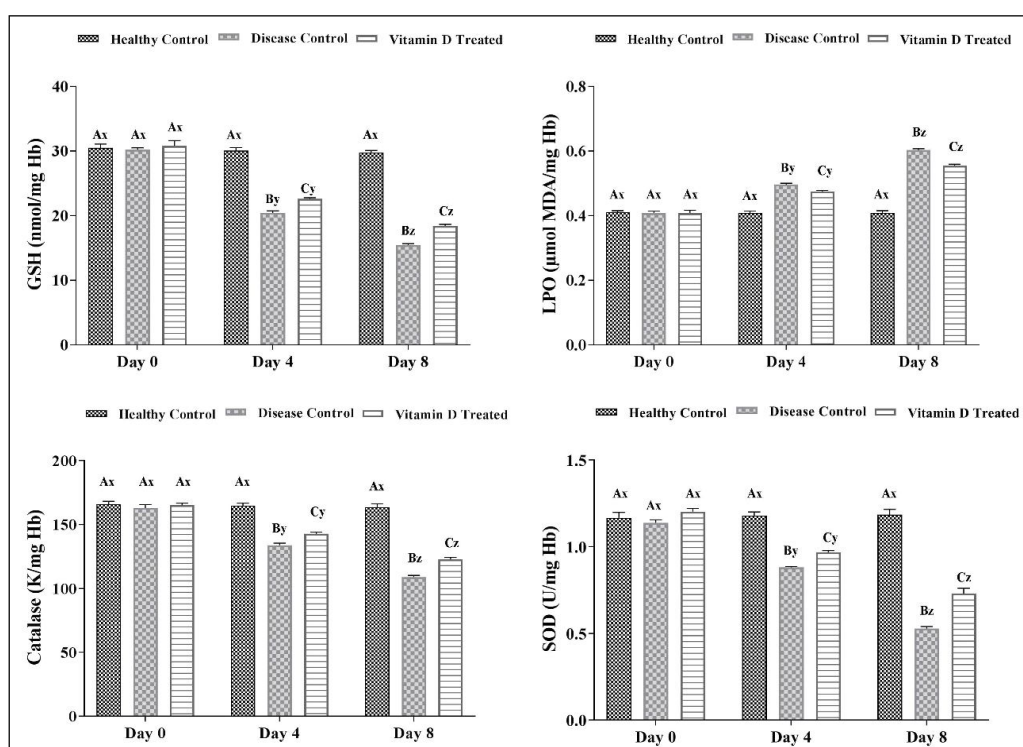 Healthy Control Disease Control Vitamin D Treated
GSH (nmol/mg Hb)
40
30
20
10
0
Ax Ax Ax Ax By Cy Ax Bz Cz
Day 0 Day 4 Day 8
Healthy Control Disease Control Vitamin D Treated
LPO (µmol MDA/mg Hb)
0.8
0.6
0.4
0.2
0.0
Ax Ax Ax Ax By Cy Ax Bz Cz
Day 0 Day 4 Day 8
Healthy Control Disease Control Vitamin D Treated
Catalase (K/mg Hb)
200
150
100
50
0
Ax Ax Ax Ax By Cy Ax Bz Cz
Day 0 Day 4 Day 8
Healthy Control Disease Control Vitamin D Treated
SOD (U/mg Hb)
1.5
1.0
0.5
0.0
Ax Ax Ax Ax By Cy Ax Bz Cz
Day 0 Day 4 Day 8